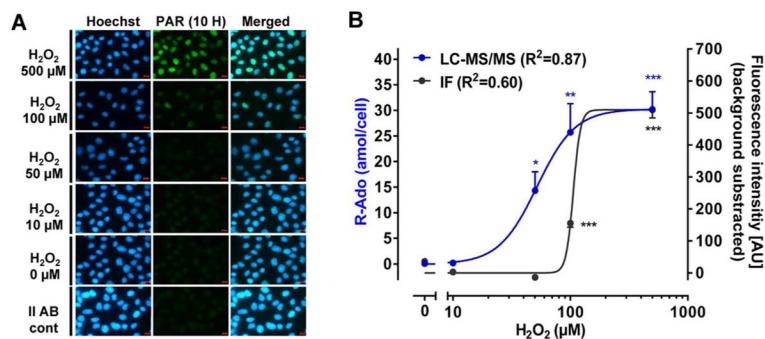 A
Hoechst PAR (10 H) Merged
H₂O₂
500 µM
H₂O₂
100 µM
H₂O₂
50 µM
H₂O₂
10 µM
H₂O₂
0 µM
II AB
cont
B
LC-MS/MS (R²=0.87)
IF (R²=0.60)
R-Ado (amol/cell)
40
35
30
25
20
15
10
5
0
*
**
***
***
***
0 10 100 1000
H₂O₂ (µM)
700
600
500
400
300
200
100
0
Fluorescence intensitiy [AU]
(background substracted)